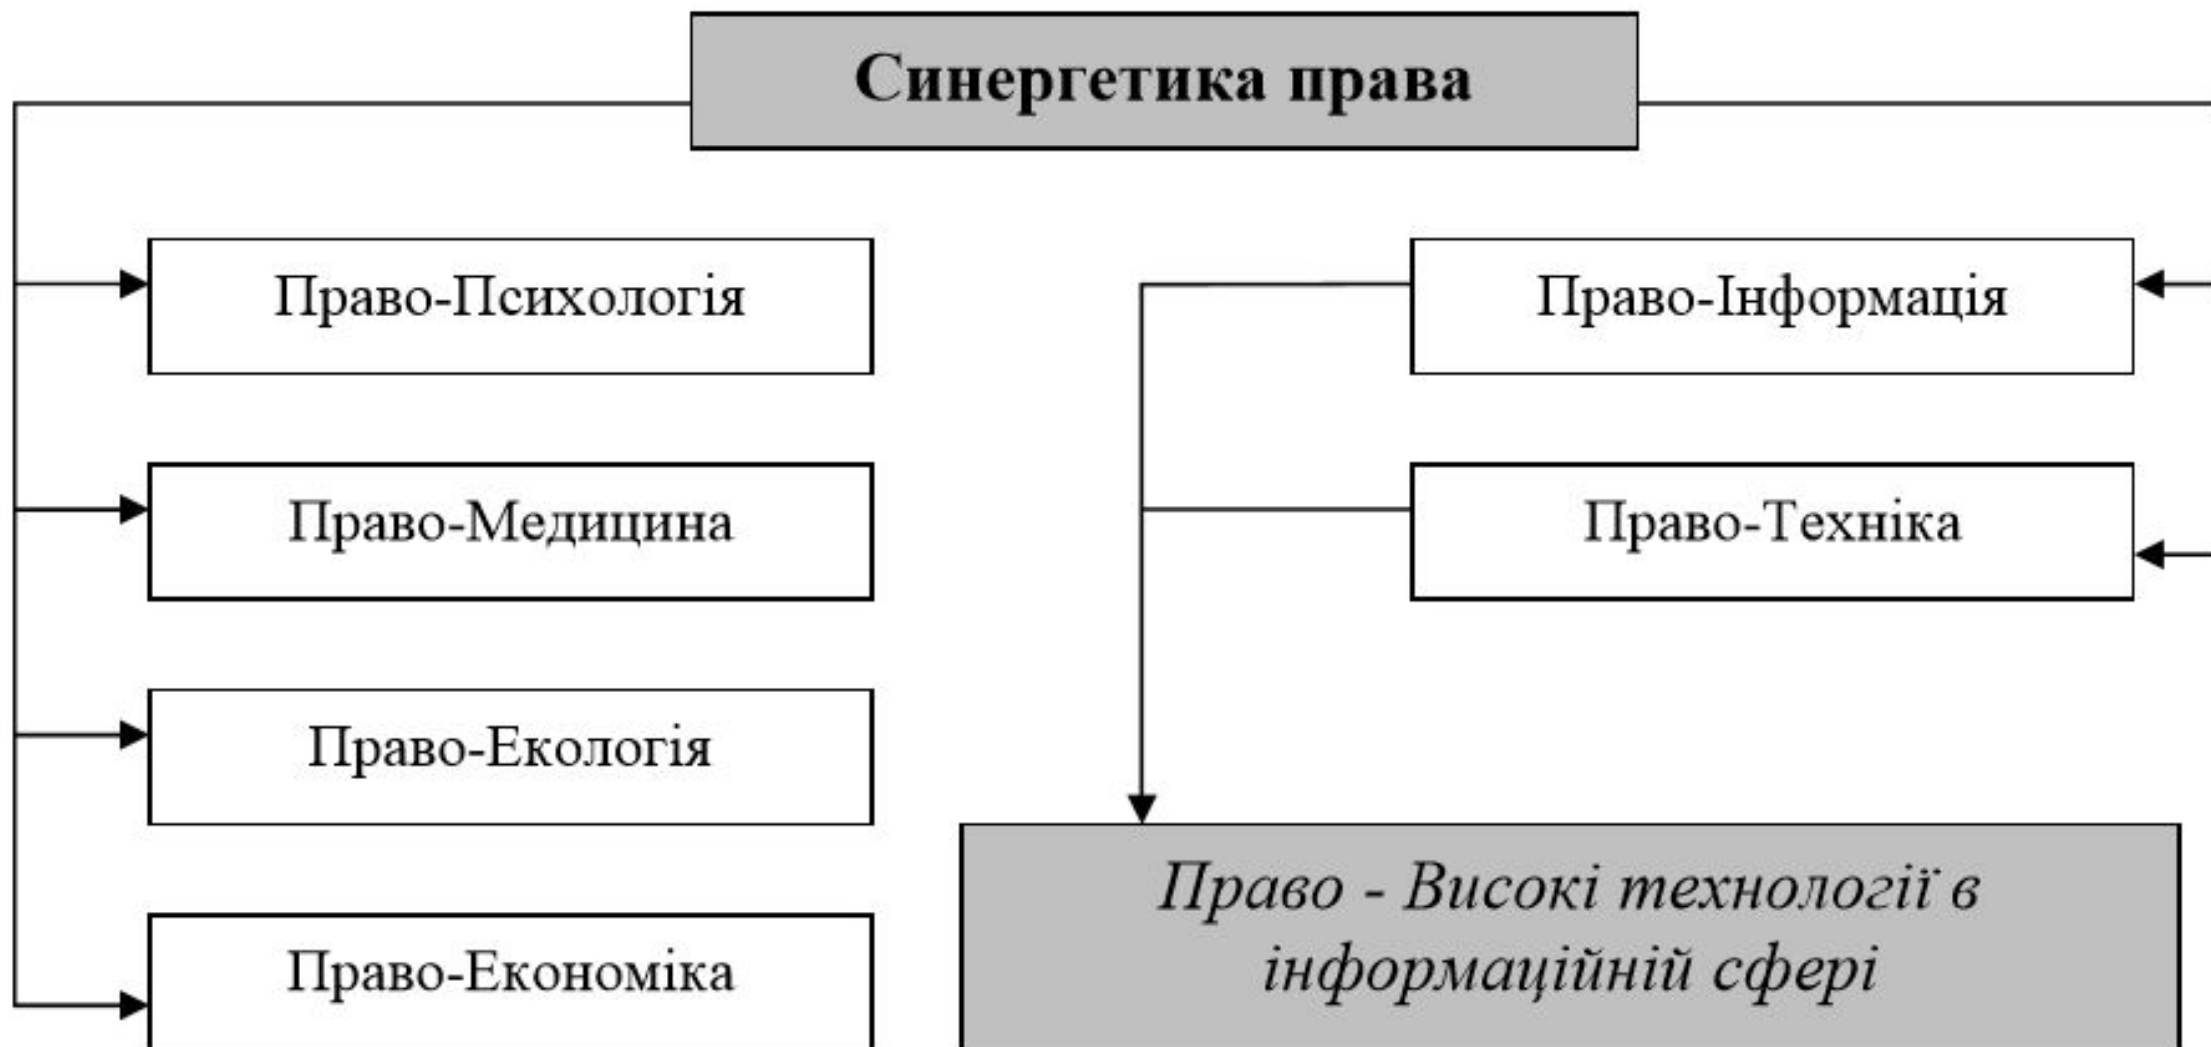 Синергетика права
Право-Психологія
Право-Медицина
Право-Екологія
Право-Економіка
Право-Інформація
Право-Техніка
Право - Високі технології в
інформаційній сфері